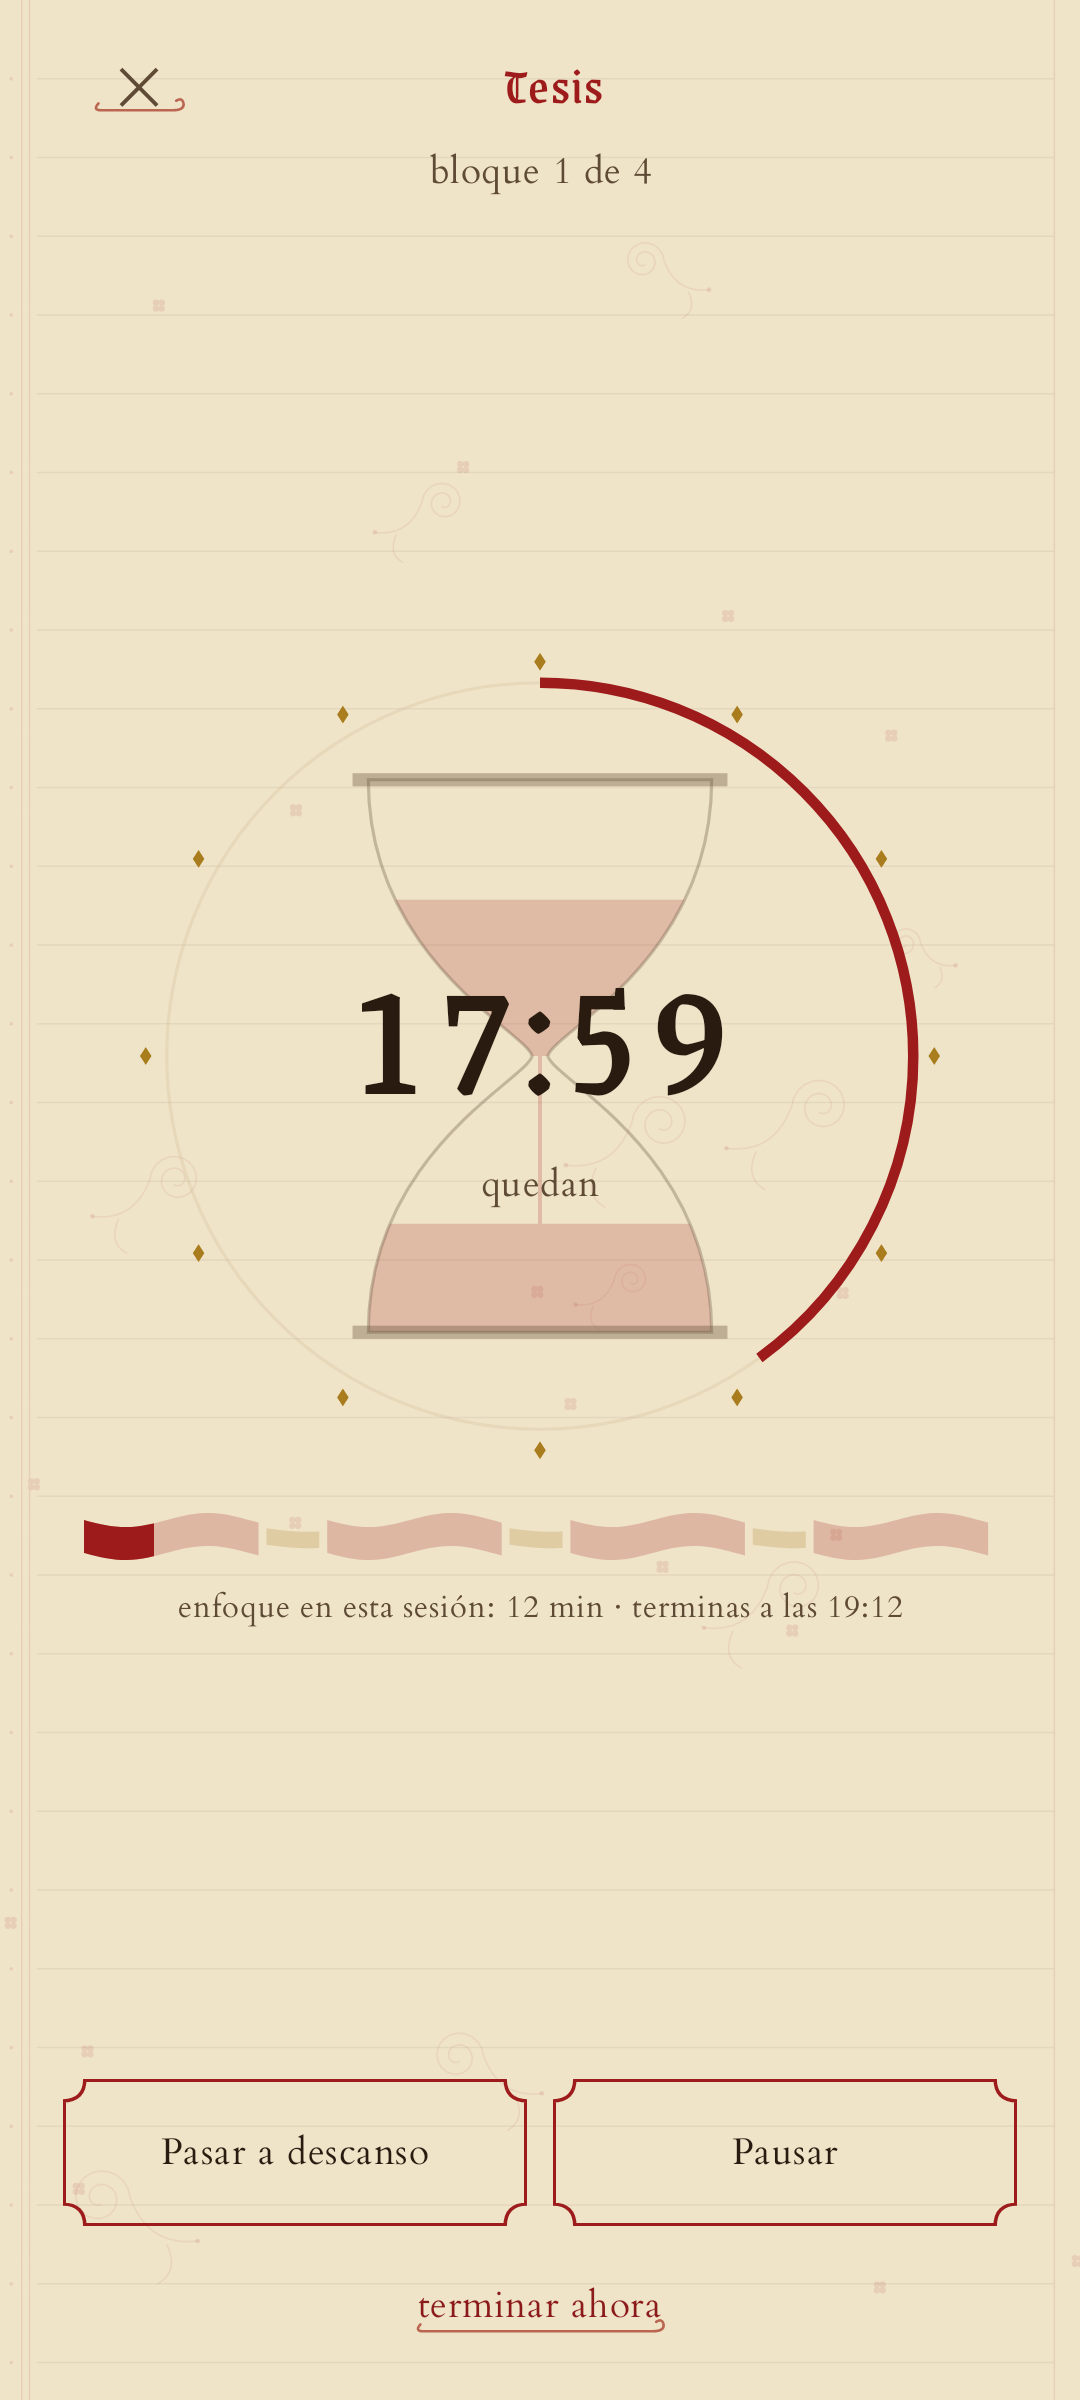 Tesis
bloque 1 de 4
17:59
quedan
enfoque en esta sesión: 12 min · terminas a las 19:12
Pasar a descanso
Pausar
terminar ahora